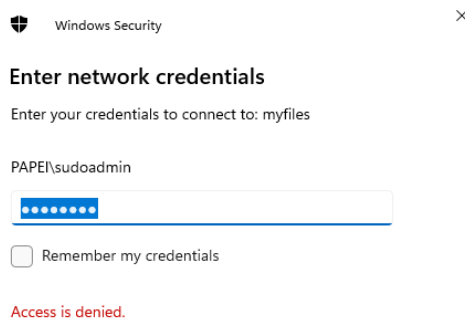 Windows Security
Enter network credentials
Enter your credentials to connect to: myfiles
PAPEI\sudoadmin
●●●●●●●●
Remember my credentials
Access is denied.